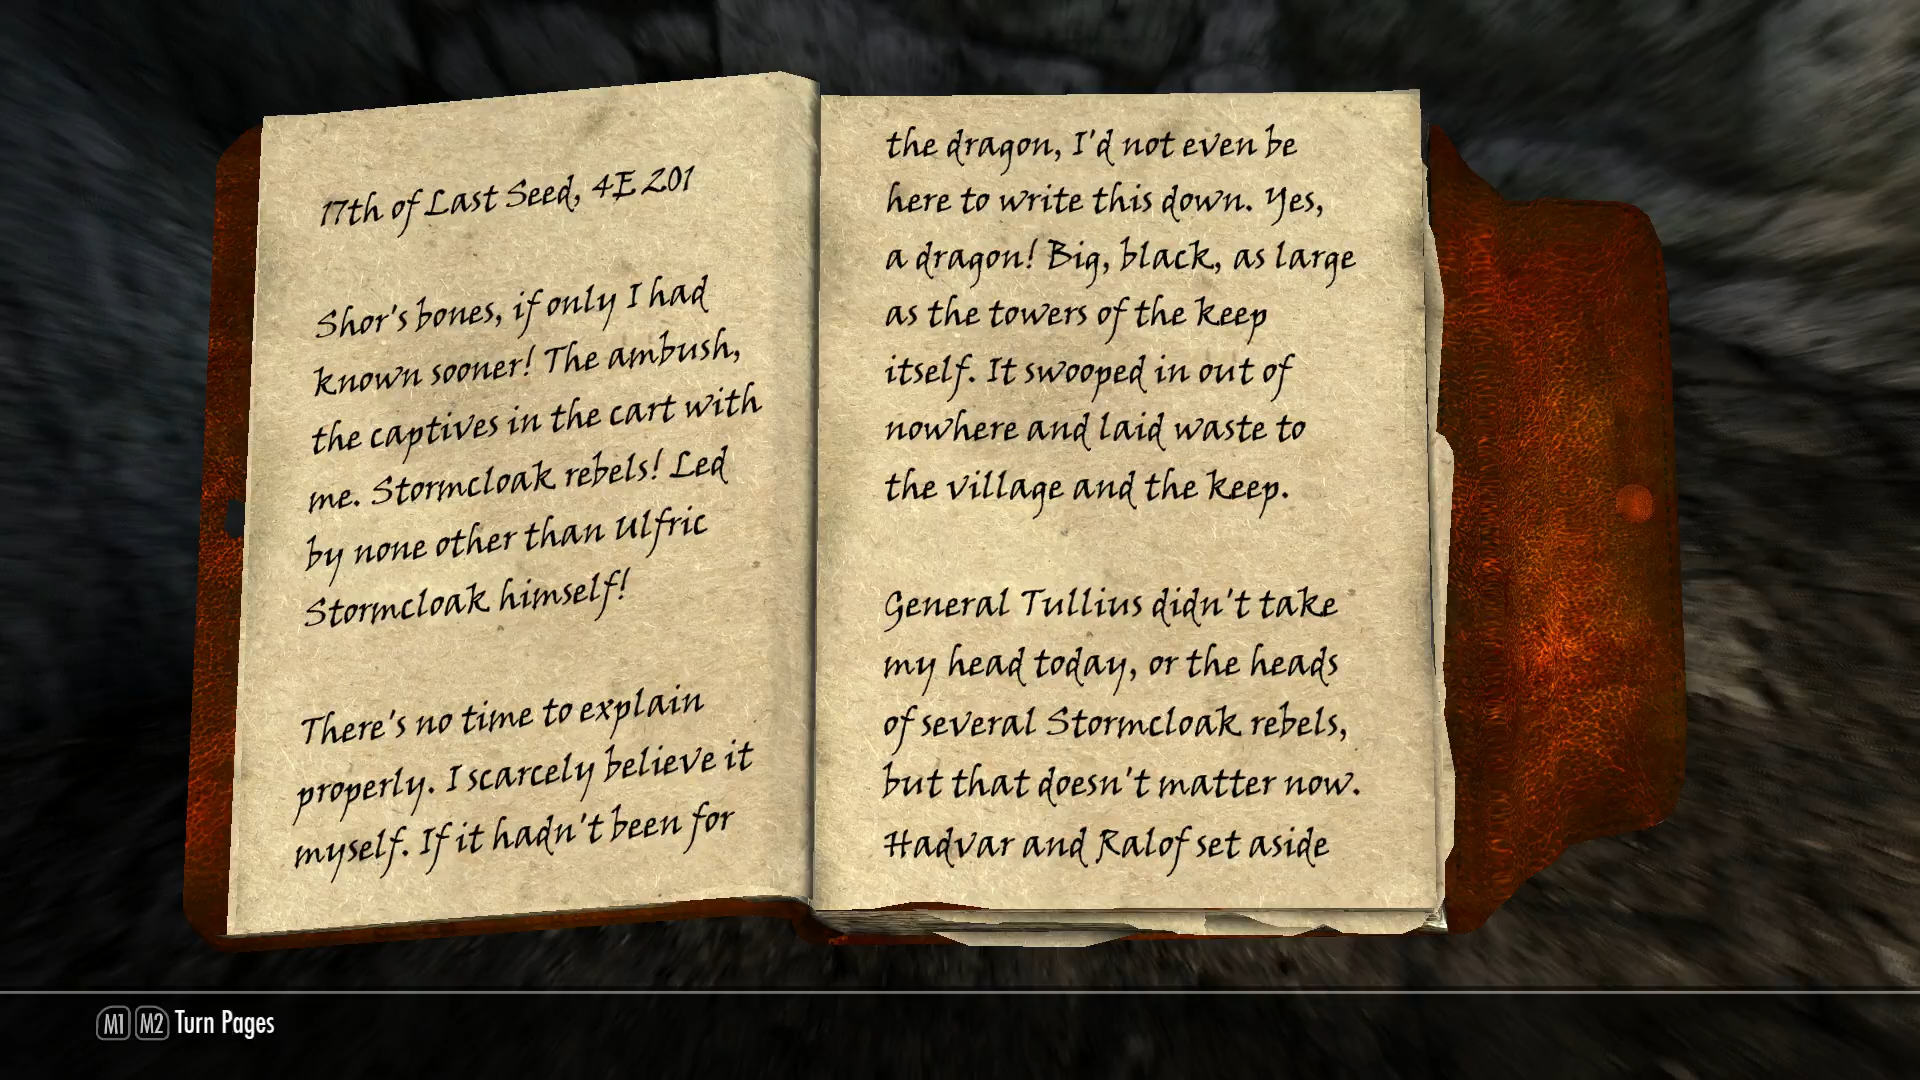 17th of Last Seed, 4E 201
Shor's bones, if only I had
known sooner! The ambush,
the captives in the cart with
me. Stormcloak rebels! Led
by none other than Ulfric
Stormcloak himself!
There's no time to explain
properly. I scarcely believe it
myself. If it hadn't been for
the dragon, I'd not even be
here to write this down. Yes,
a dragon! Big, black, as large
as the towers of the keep
itself. It swooped in out of
nowhere and laid waste to
the village and the keep.
General Tullius didn't take
my head today, or the heads
of several Stormcloak rebels,
but that doesn't matter now.
Hadvar and Ralof set aside
M1 M2 Turn Pages